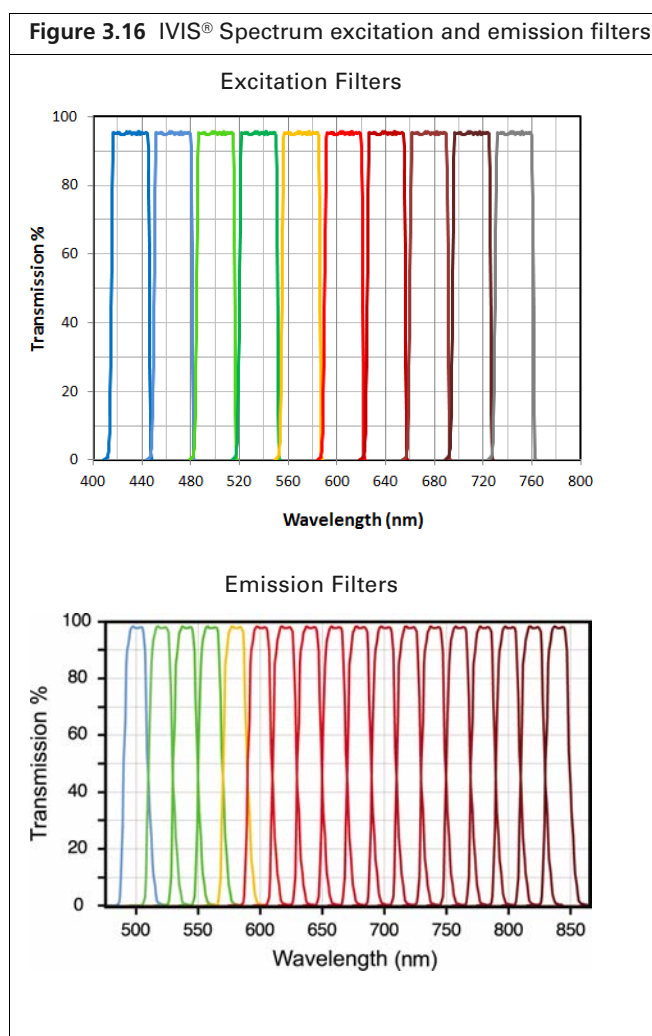 Figure 3.16 IVIS® Spectrum excitation and emission filters
Excitation Filters
100
80
60
40
20
0
Transmission %
400 440 480 520 560 600 640 680 720 760 800
Wavelength (nm)
Emission Filters
100
80
60
40
20
0
Transmission %
500 550 600 650 700 750 800 850
Wavelength (nm)